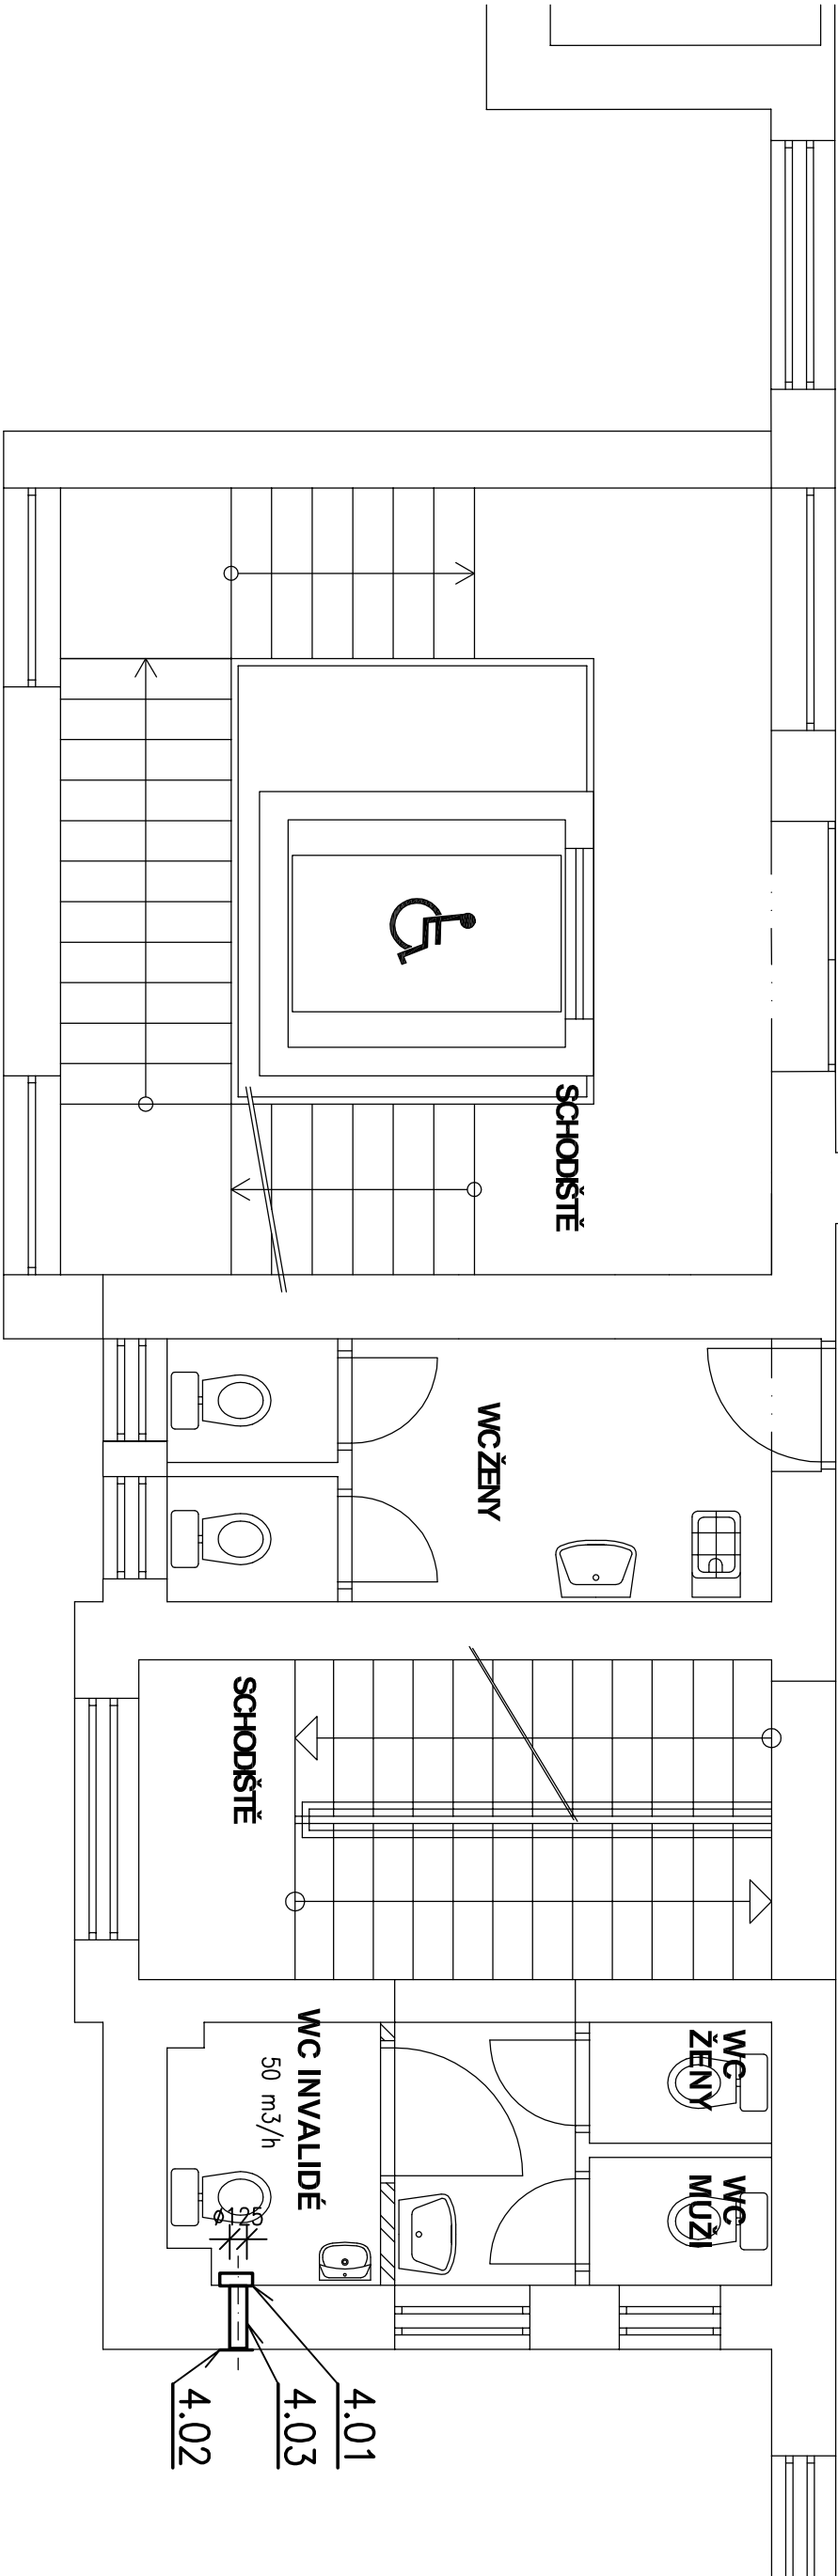 SCHODIŠTĚ
WC ŽENY
SCHODIŠTĚ
WC INVALIDÉ
50 m3/h
WC
ŽENY
WC
MUŽI
ø125
4.01
4.03
4.02